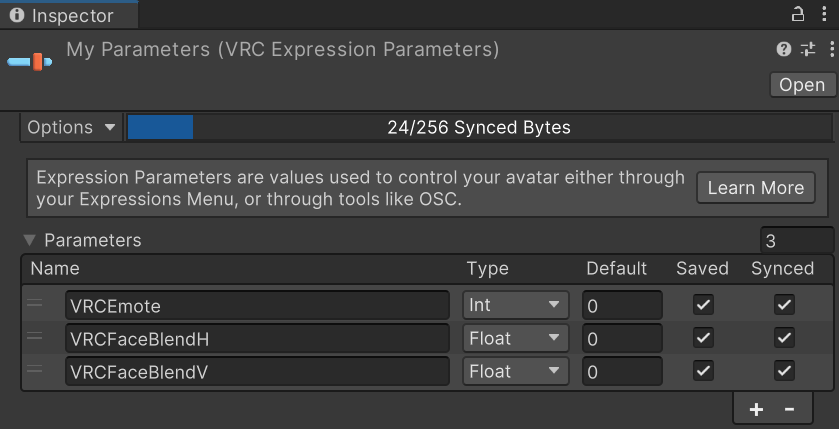 Inspector
My Parameters (VRC Expression Parameters)
Open
Options
24/256 Synced Bytes
Expression Parameters are values used to control your avatar either through
your Expressions Menu, or through tools like OSC.
Learn More
Parameters 3
Name Type Default Saved Synced
VRCEmote Int 0
VRCFaceBlendH Float 0
VRCFaceBlendV Float 0
+ -